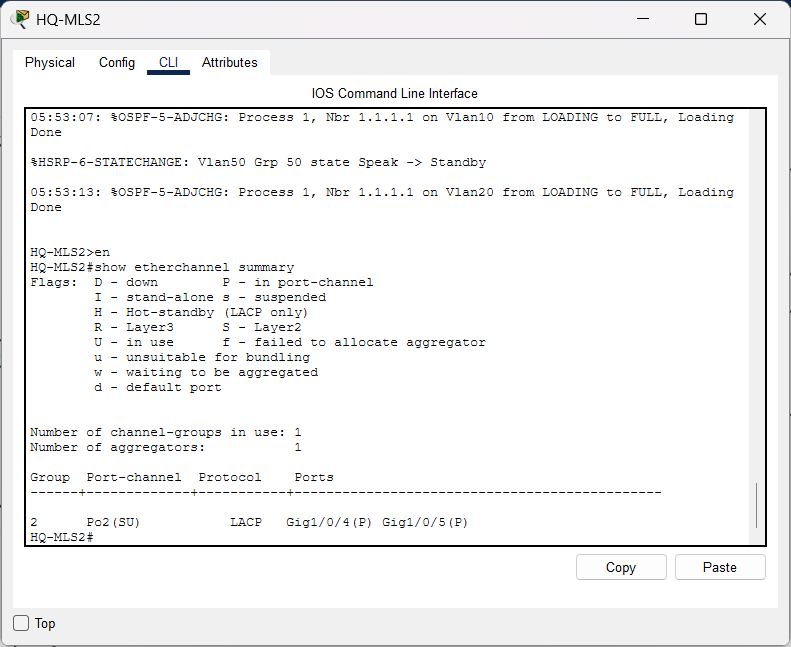 HQ-MLS2
Physical Config CLI Attributes
IOS Command Line Interface
05:53:07: %OSPF-5-ADJCHG: Process 1, Nbr 1.1.1.1 on Vlan10 from LOADING to FULL, Loading
Done
%HSRP-6-STATECHANGE: Vlan50 Grp 50 state Speak -> Standby
05:53:13: %OSPF-5-ADJCHG: Process 1, Nbr 1.1.1.1 on Vlan20 from LOADING to FULL, Loading
Done
HQ-MLS2>en
HQ-MLS2#show etherchannel summary
Flags:  D - down        P - in port-channel
        I - stand-alone s - suspended
        H - Hot-standby (LACP only)
        R - Layer3      S - Layer2
        U - in use      f - failed to allocate aggregator
        u - unsuitable for bundling
        w - waiting to be aggregated
        d - default port
Number of channel-groups in use: 1
Number of aggregators:           1
Group  Port-channel  Protocol    Ports
------+-------------+-----------+----------------------------------------------
2      Po2(SU)           LACP   Gig1/0/4(P) Gig1/0/5(P)
HQ-MLS2#
Copy Paste
Top